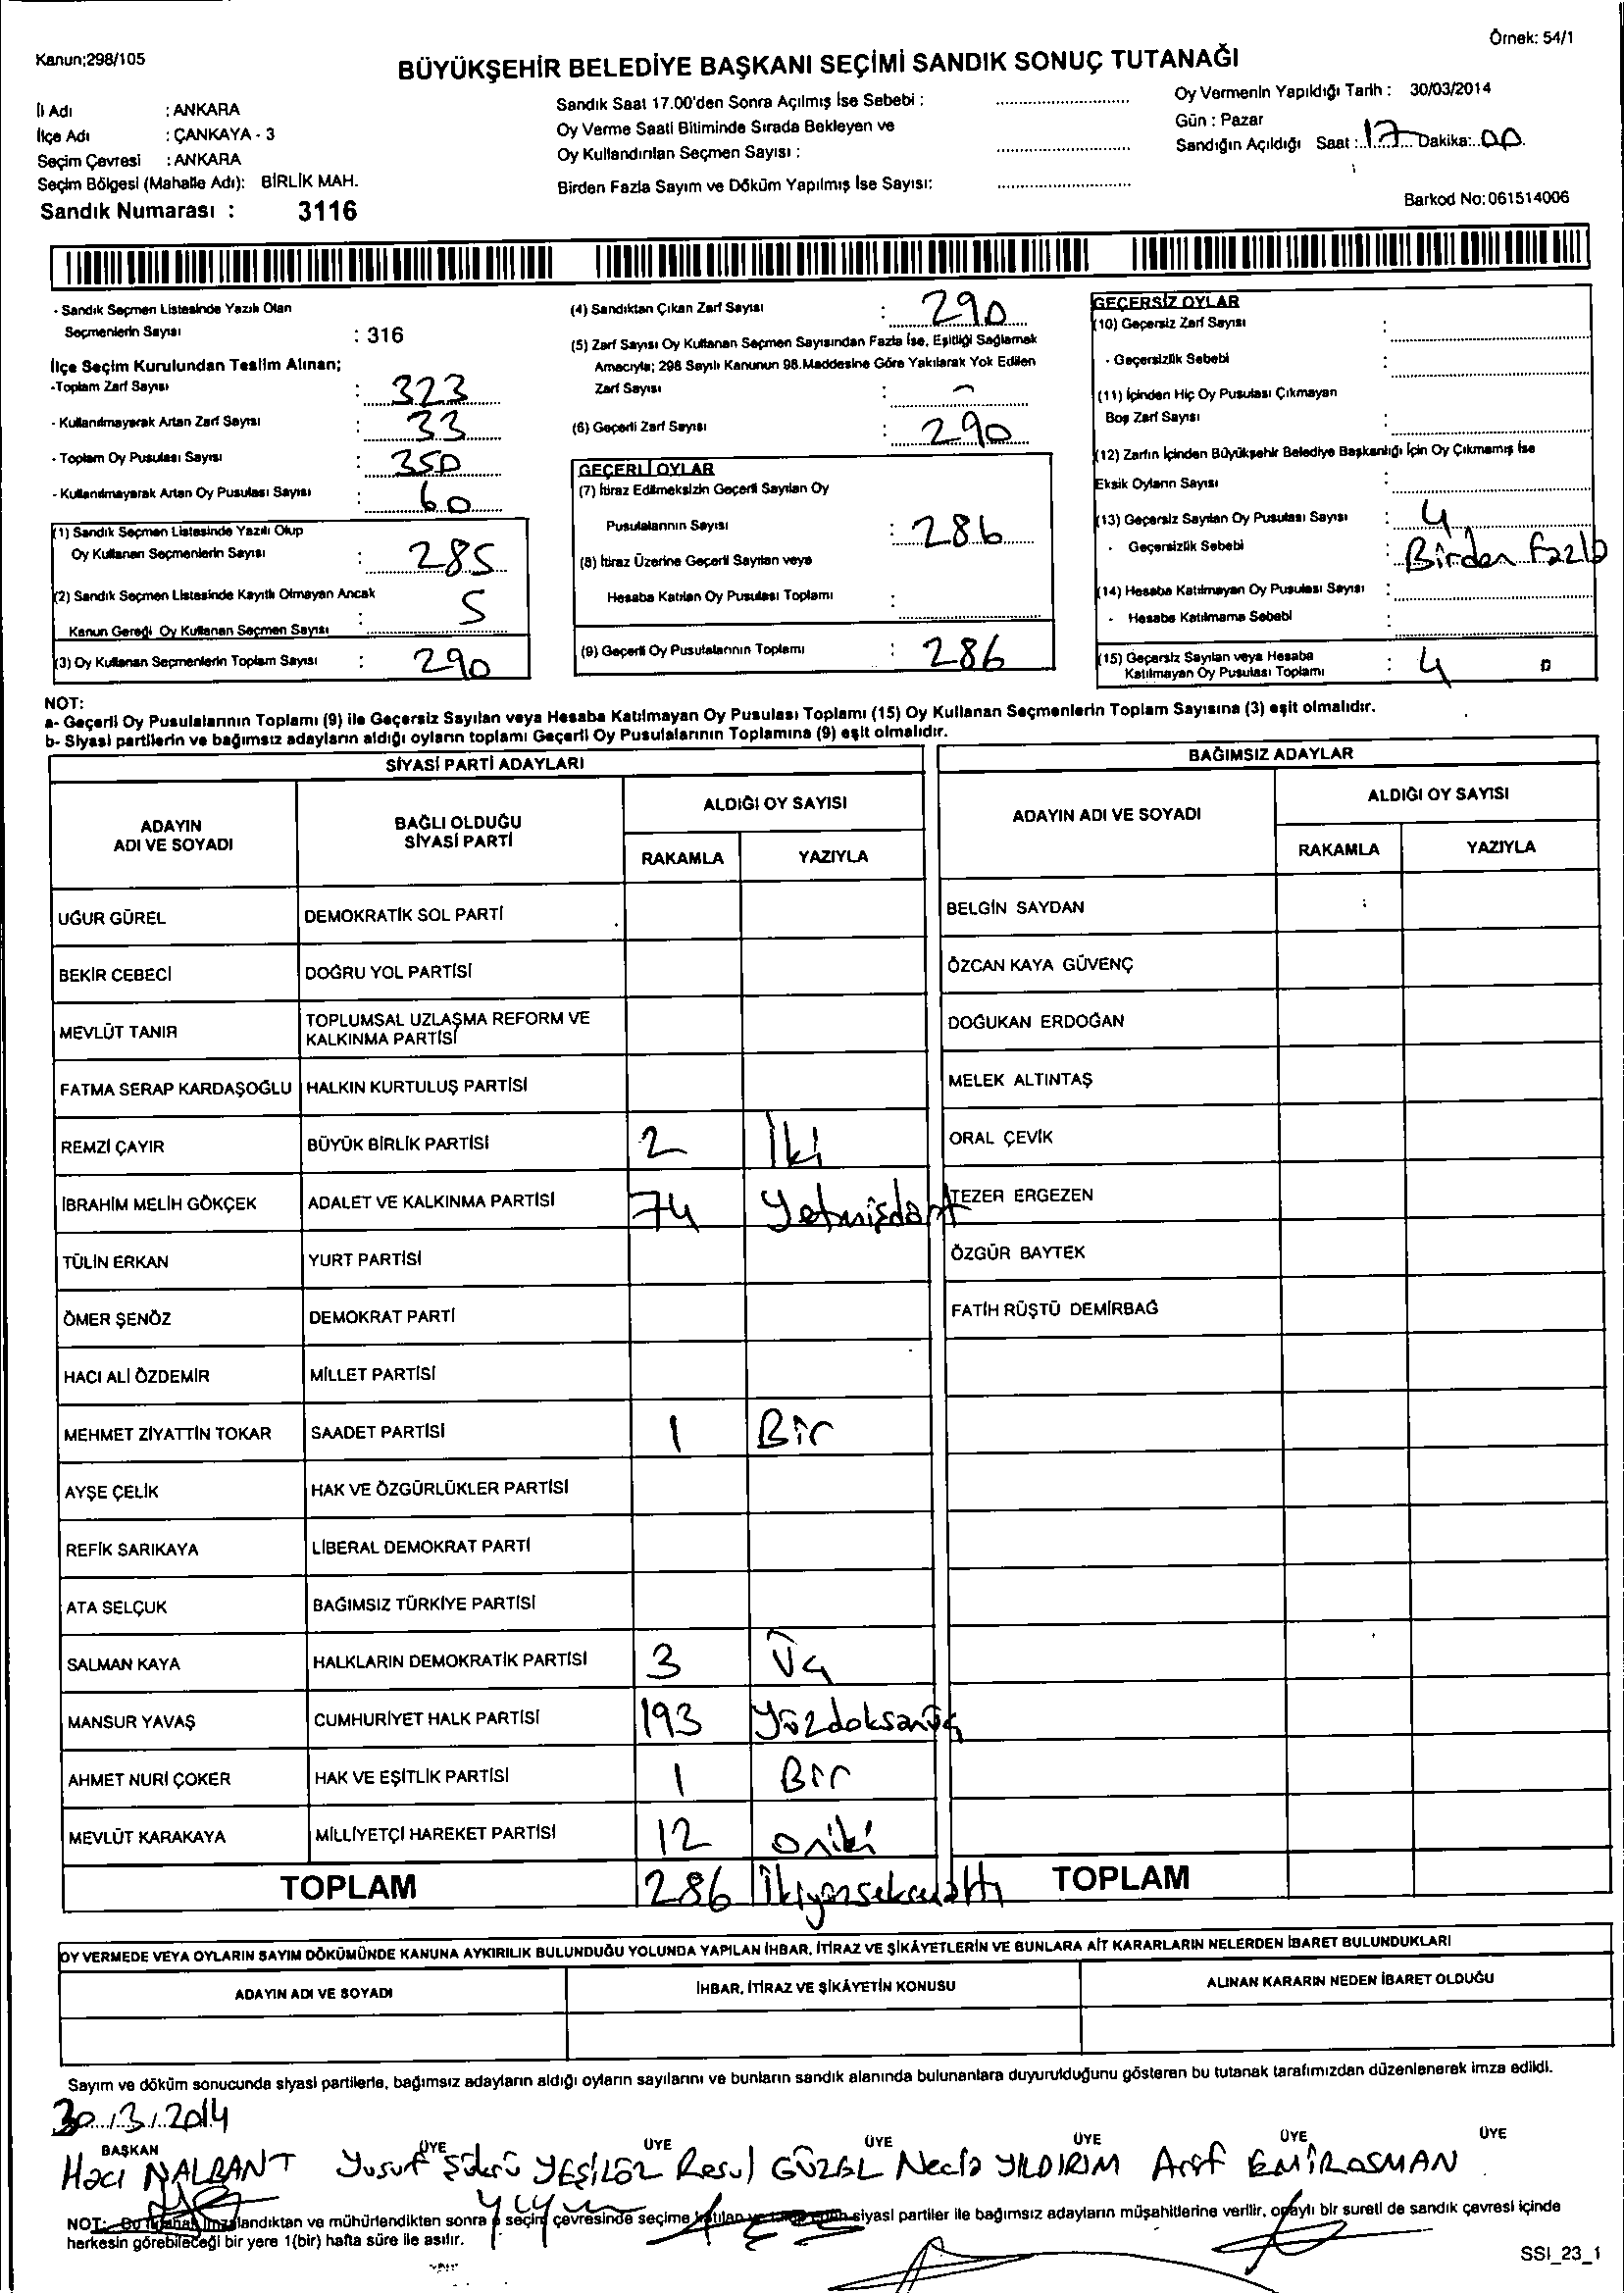 Örnek: 54/1
Kanun;298/105
BÜYÜKŞEHİR BELEDİYE BAŞKANI SEÇİMİ SANDIK SONUÇ TUTANAĞI
İl Adı : ANKARA
İlçe Adı : ÇANKAYA - 3
Seçim Çevresi : ANKARA
Seçim Bölgesi (Mahalle Adı): BİRLİK MAH.
Sandık Numarası : 3116
Sandık Saat 17.00'den Sonra Açılmış İse Sebebi :
Oy Verme Saati Bitiminde Sırada Bekleyen ve
Oy Kullandırılan Seçmen Sayısı :
Birden Fazla Sayım ve Döküm Yapılmış İse Sayısı:
Oy Vermenin Yapıldığı Tarih : 30/03/2014
Gün : Pazar
Sandığın Açıldığı Saat : 17 Dakika: 00
Barkod No: 061514006
- Sandık Seçmen Listesinde Yazılı Olan
Seçmenlerin Sayısı : 316
İlçe Seçim Kurulundan Teslim Alınan;
-Toplam Zarf Sayısı : 323
- Kullanılmayarak Artan Zarf Sayısı : 33
- Toplam Oy Pusulası Sayısı : 350
- Kullanılmayarak Artan Oy Pusulası Sayısı : 60
(1) Sandık Seçmen Listesinde Yazılı Olup
Oy Kullanan Seçmenlerin Sayısı : 285
(2) Sandık Seçmen Listesinde Kayıtlı Olmayan Ancak
Kanun Gereği Oy Kullanan Seçmen Sayısı : 5
(3) Oy Kullanan Seçmenlerin Toplam Sayısı : 290
(4) Sandıktan Çıkan Zarf Sayısı : 290
(5) Zarf Sayısı Oy Kullanan Seçmen Sayısından Fazla İse, Eşitliği Sağlamak
Amacıyla; 298 Sayılı Kanunun 98.Maddesine Göre Yakılarak Yok Edilen
Zarf Sayısı : -
(6) Geçerli Zarf Sayısı : 290
GEÇERLİ OYLAR
(7) İtiraz Edilmeksizin Geçerli Sayılan Oy
Pusulalarının Sayısı : 286
(8) İtiraz Üzerine Geçerli Sayılan veya
Hesaba Katılan Oy Pusulası Toplamı :
(9) Geçerli Oy Pusulalarının Toplamı : 286
GEÇERSİZ OYLAR
(10) Geçersiz Zarf Sayısı :
- Geçersizlik Sebebi :
(11) İçinden Hiç Oy Pusulası Çıkmayan
Boş Zarf Sayısı :
(12) Zarfın İçinden Büyükşehir Belediye Başkanlığı İçin Oy Çıkmamış İse
Eksik Oyların Sayısı :
(13) Geçersiz Sayılan Oy Pusulası Sayısı : 4
- Geçersizlik Sebebi : Birden fazla
(14) Hesaba Katılmayan Oy Pusulası Sayısı :
- Hesaba Katılmama Sebebi :
(15) Geçersiz Sayılan veya Hesaba
Katılmayan Oy Pusulası Toplamı : 4
NOT:
a- Geçerli Oy Pusulalarının Toplamı (9) ile Geçersiz Sayılan veya Hesaba Katılmayan Oy Pusulası Toplamı (15) Oy Kullanan Seçmenlerin Toplam Sayısına (3) eşit olmalıdır.
b- Siyasi partilerin ve bağımsız adayların aldığı oyların toplamı Geçerli Oy Pusulalarının Toplamına (9) eşit olmalıdır.
SİYASİ PARTİ ADAYLARI
ADAYIN ADI VE SOYADI BAĞLI OLDUĞU SİYASİ PARTİ ALDIĞI OY SAYISI
RAKAMLA YAZIYLA
UĞUR GÜREL DEMOKRATİK SOL PARTİ
BEKİR CEBECİ DOĞRU YOL PARTİSİ
MEVLÜT TANIR TOPLUMSAL UZLAŞMA REFORM VE KALKINMA PARTİSİ
FATMA SERAP KARDAŞOĞLU HALKIN KURTULUŞ PARTİSİ
REMZİ ÇAYIR BÜYÜK BİRLİK PARTİSİ 2 İki
İBRAHİM MELİH GÖKÇEK ADALET VE KALKINMA PARTİSİ 74 Yetmişdört
TÜLİN ERKAN YURT PARTİSİ
ÖMER ŞENÖZ DEMOKRAT PARTİ
HACI ALİ ÖZDEMİR MİLLET PARTİSİ
MEHMET ZİYATTİN TOKAR SAADET PARTİSİ 1 Bir
AYŞE ÇELİK HAK VE ÖZGÜRLÜKLER PARTİSİ
REFİK SARIKAYA LİBERAL DEMOKRAT PARTİ
ATA SELÇUK BAĞIMSIZ TÜRKİYE PARTİSİ
SALMAN KAYA HALKLARIN DEMOKRATİK PARTİSİ 3 Üç
MANSUR YAVAŞ CUMHURİYET HALK PARTİSİ 193 Yüzdoksanüç
AHMET NURİ ÇOKER HAK VE EŞİTLİK PARTİSİ 1 Bir
MEVLÜT KARAKAYA MİLLİYETÇİ HAREKET PARTİSİ 12 oniki
TOPLAM 286 İkiyüzseksenaltı
BAĞIMSIZ ADAYLAR
ADAYIN ADI VE SOYADI ALDIĞI OY SAYISI
RAKAMLA YAZIYLA
BELGİN SAYDAN
ÖZCAN KAYA GÜVENÇ
DOĞUKAN ERDOĞAN
MELEK ALTINTAŞ
ORAL ÇEVİK
TEZER ERGEZEN
ÖZGÜR BAYTEK
FATİH RÜŞTÜ DEMİRBAĞ
TOPLAM
OY VERMEDE VEYA OYLARIN SAYIM DÖKÜMÜNDE KANUNA AYKIRILIK BULUNDUĞU YOLUNDA YAPILAN İHBAR, İTİRAZ VE ŞİKÂYETLERİN VE BUNLARA AİT KARARLARIN NELERDEN İBARET BULUNDUKLARI
ADAYIN ADI VE SOYADI İHBAR, İTİRAZ VE ŞİKÂYETİN KONUSU ALINAN KARARIN NEDEN İBARET OLDUĞU
Sayım ve döküm sonucunda siyasi partilerle, bağımsız adayların aldığı oyların sayılarını ve bunların sandık alanında bulunanlara duyurulduğunu gösteren bu tutanak tarafımızdan düzenlenerek imza edildi.
30/3/2014
BAŞKAN ÜYE ÜYE ÜYE ÜYE ÜYE ÜYE
Hacı NALBANT Yusuf Şükrü YEŞİLÖZ Resul GÜZEL Necla YILDIRIM Arif EMİROSMAN
NOT: Bu tutanak imzalandıktan ve mühürlendikten sonra seçim çevresinde seçime katılan siyasi partiler ile bağımsız adayların müşahitlerine verilir, onaylı bir sureti de sandık çevresi içinde
herkesin görebileceği bir yere 1(bir) hafta süre ile asılır.
SSI_23_1